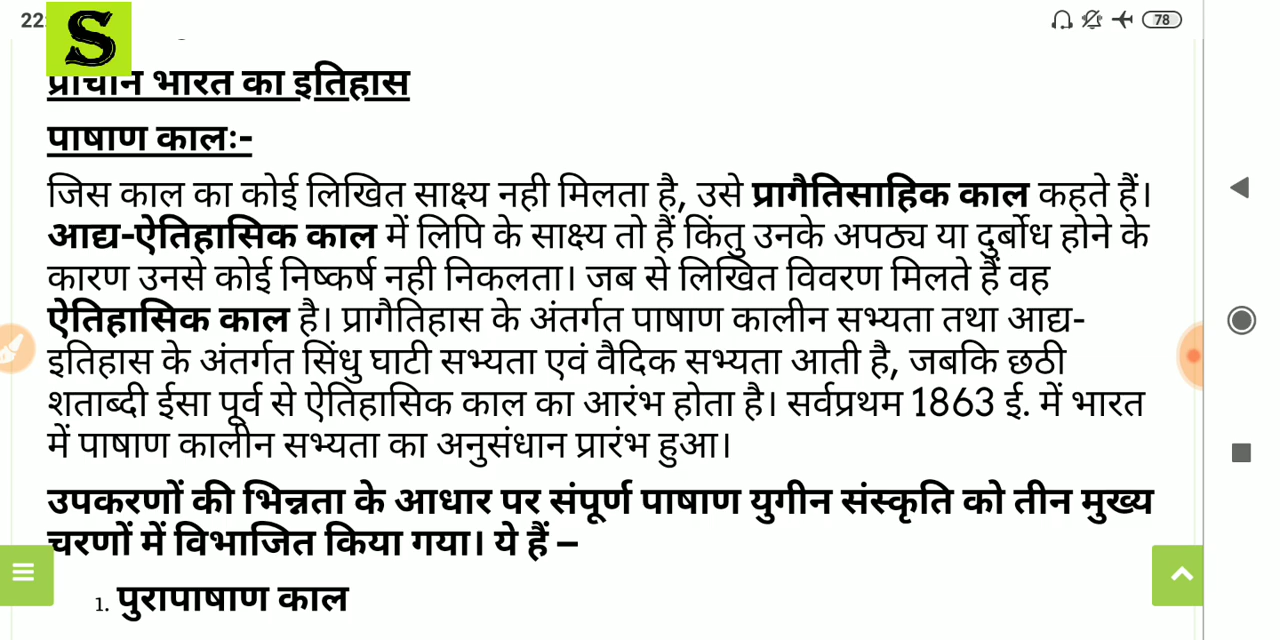 22:
78
S
प्राचीन भारत का इतिहास
पाषाण कालः-
जिस काल का कोई लिखित साक्ष्य नही मिलता है, उसे प्रागैतिसाहिक काल कहते हैं।
आद्य-ऐतिहासिक काल में लिपि के साक्ष्य तो हैं किंतु उनके अपठ्य या दुर्बोध होने के
कारण उनसे कोई निष्कर्ष नही निकलता। जब से लिखित विवरण मिलते हैं वह
ऐतिहासिक काल है। प्रागैतिहास के अंतर्गत पाषाण कालीन सभ्यता तथा आद्य-
इतिहास के अंतर्गत सिंधु घाटी सभ्यता एवं वैदिक सभ्यता आती है, जबकि छठी
शताब्दी ईसा पूर्व से ऐतिहासिक काल का आरंभ होता है। सर्वप्रथम 1863 ई. में भारत
में पाषाण कालीन सभ्यता का अनुसंधान प्रारंभ हुआ।
उपकरणों की भिन्नता के आधार पर संपूर्ण पाषाण युगीन संस्कृति को तीन मुख्य
चरणों में विभाजित किया गया। ये हैं –
1. पुरापाषाण काल